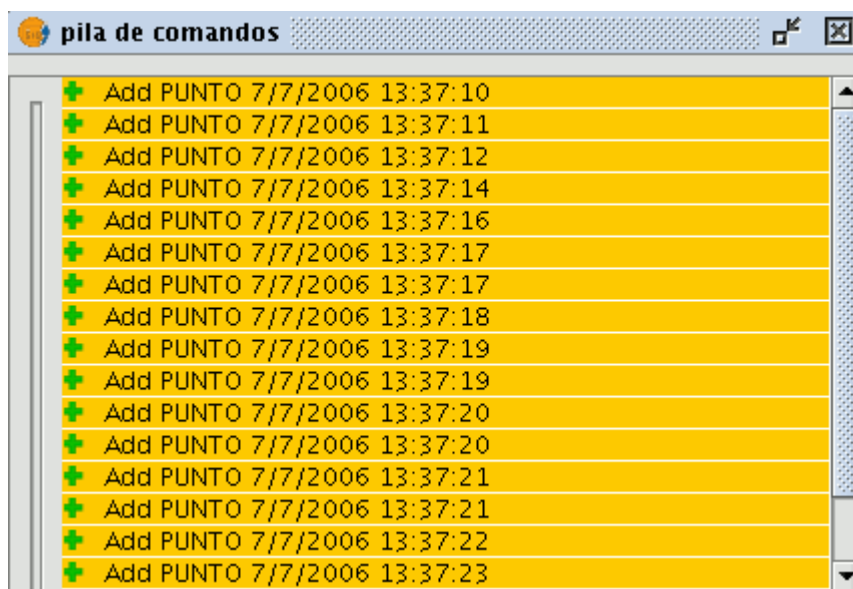 pila de comandos
Add PUNTO 7/7/2006 13:37:10
Add PUNTO 7/7/2006 13:37:11
Add PUNTO 7/7/2006 13:37:12
Add PUNTO 7/7/2006 13:37:14
Add PUNTO 7/7/2006 13:37:16
Add PUNTO 7/7/2006 13:37:17
Add PUNTO 7/7/2006 13:37:17
Add PUNTO 7/7/2006 13:37:18
Add PUNTO 7/7/2006 13:37:19
Add PUNTO 7/7/2006 13:37:19
Add PUNTO 7/7/2006 13:37:20
Add PUNTO 7/7/2006 13:37:20
Add PUNTO 7/7/2006 13:37:21
Add PUNTO 7/7/2006 13:37:21
Add PUNTO 7/7/2006 13:37:22
Add PUNTO 7/7/2006 13:37:23